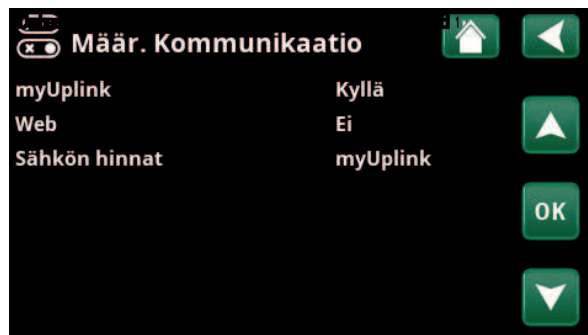 Määr. Kommunikaatio
myUplink Kyllä
Web Ei
Sähkön hinnat myUplink
OK